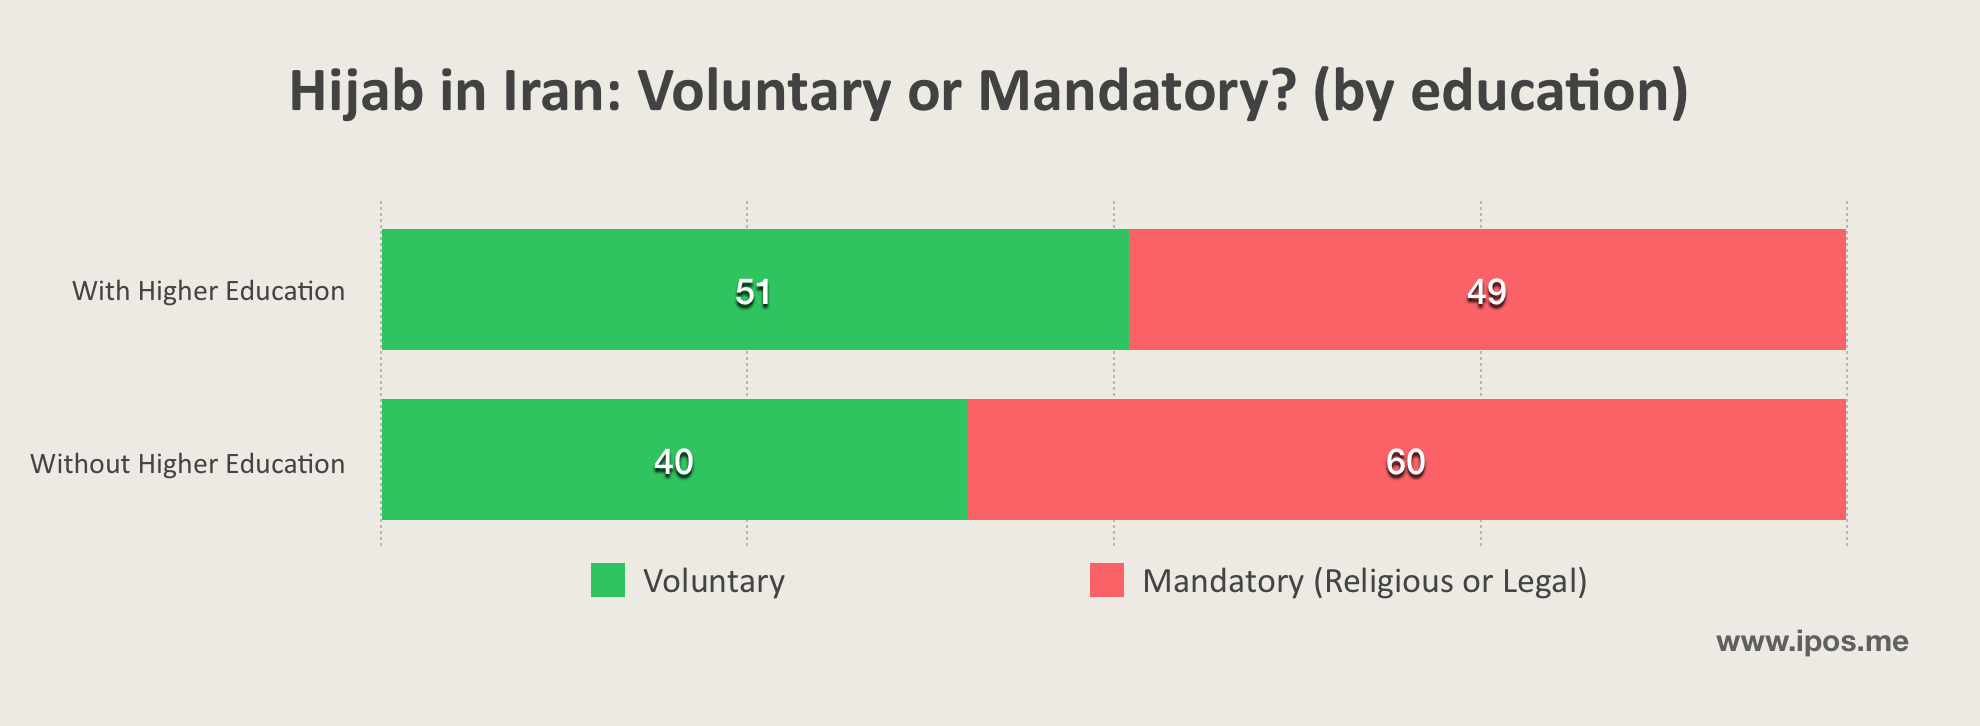 Hijab in Iran: Voluntary or Mandatory? (by education)
With Higher Education
51
49
Without Higher Education
40
60
Voluntary
Mandatory (Religious or Legal)
www.ipos.me